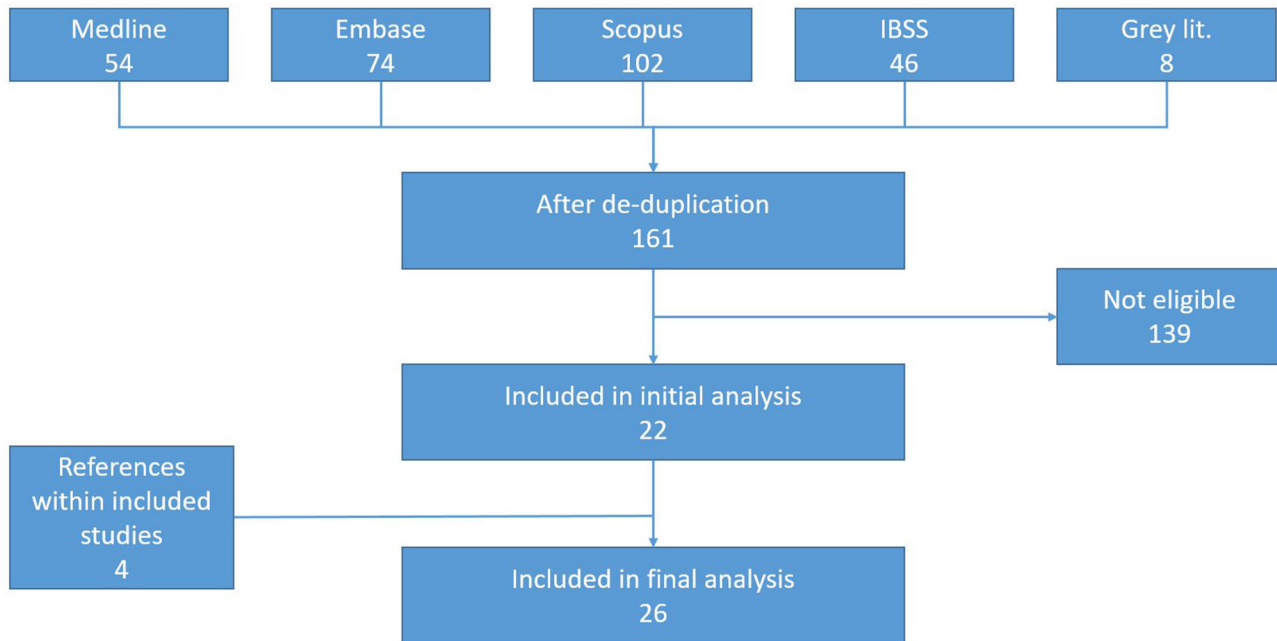 Medline
54
Embase
74
Scopus
102
IBSS
46
Grey lit.
8
After de-duplication
161
Not eligible
139
Included in initial analysis
22
References
within included
studies
4
Included in final analysis
26